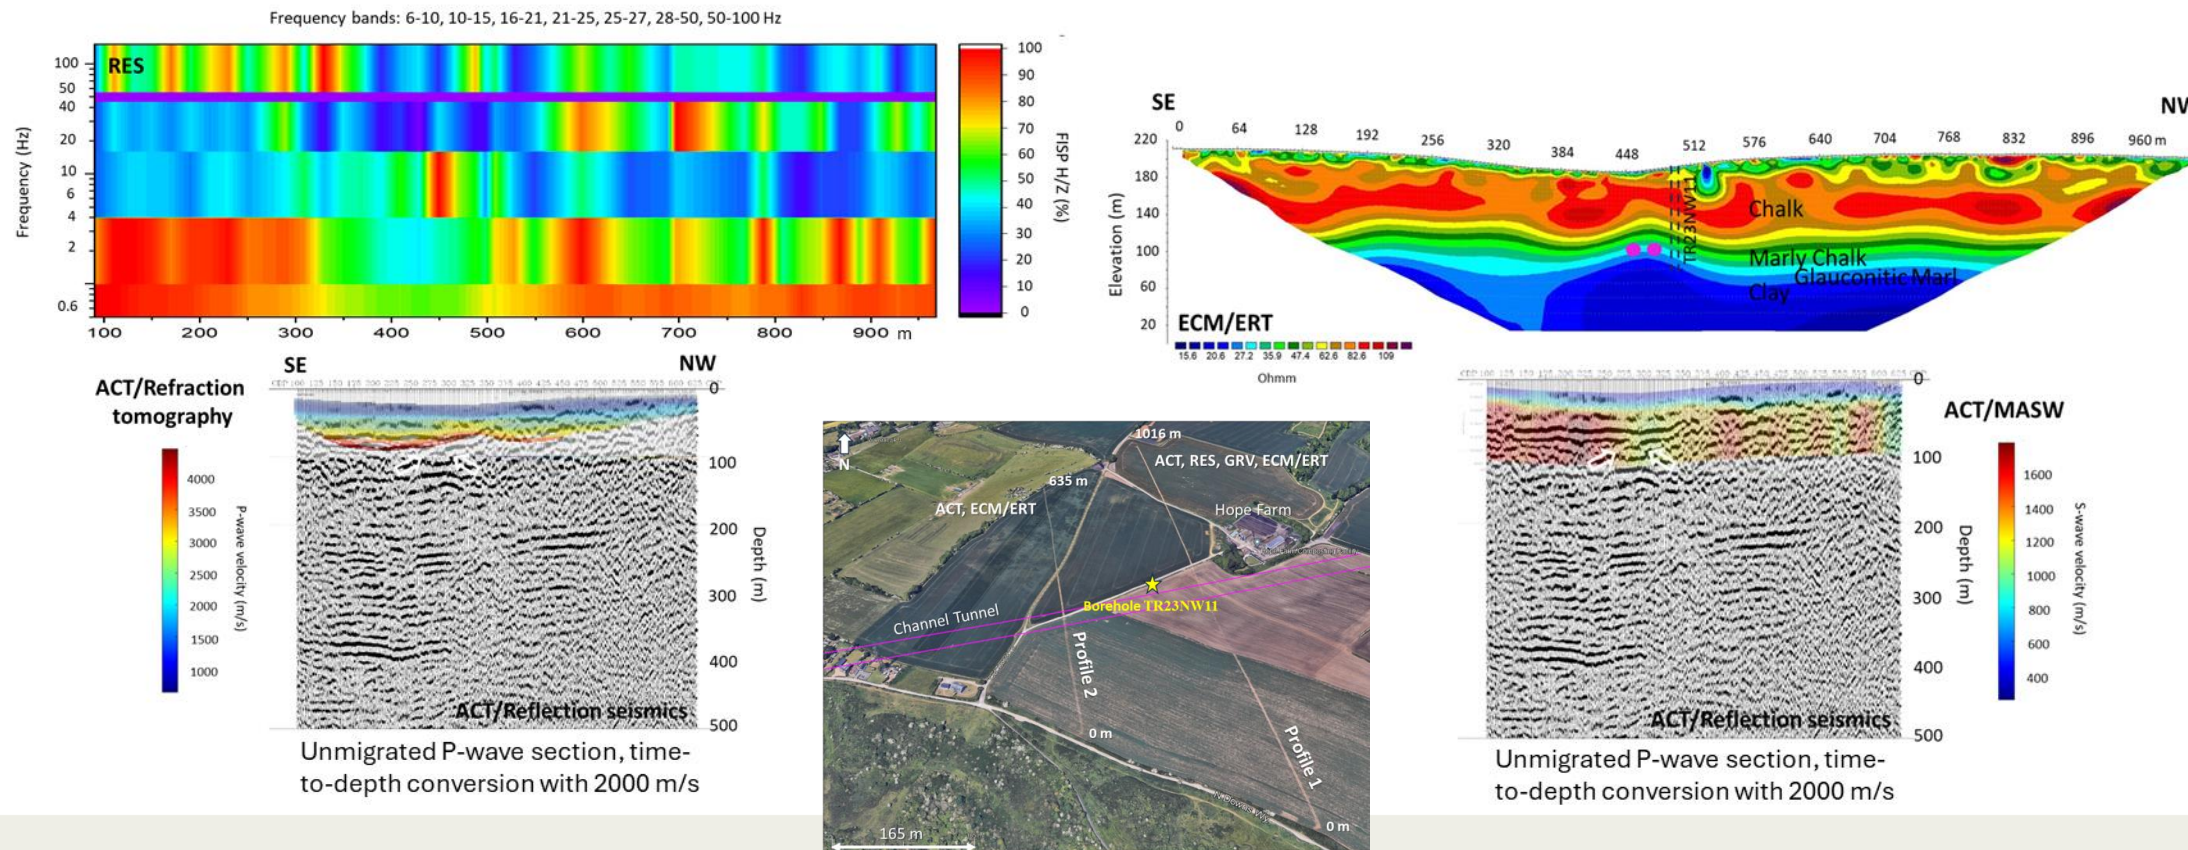 Frequency bands: 6-10, 10-15, 16-21, 21-25, 25-27, 28-50, 50-100 Hz
RES
Frequency (Hz)
100
50
40
20
10
6
4
2
0.6
100 200 300 400 500 600 700 800 900 m
100
90
80
70
60
50
40
30
20
10
0
FISP H/Z (%)
SE
NW
0 64 128 192 256 320 384 448 512 576 640 704 768 832 896 960 m
Elevation (m)
220
180
140
100
60
20
TR23NW11
Chalk
Marly Chalk
Glauconitic Marl
Clay
ECM/ERT
15.6 20.6 27.2 35.9 47.4 62.6 82.6 109
Ohmm
SE
NW
ACT/Refraction
tomography
4000
3500
3000
2500
2000
1500
1000
P-wave velocity (m/s)
0
100
200
300
400
500
Depth (m)
ACT/Reflection seismics
Unmigrated P-wave section, time-
to-depth conversion with 2000 m/s
N
1016 m
ACT, RES, GRV, ECM/ERT
635 m
ACT, ECM/ERT
Hope Farm
Borehole TR23NW11
Channel Tunnel
Profile 2
0 m
Profile 1
0 m
165 m
0
100
200
300
400
500
Depth (m)
ACT/MASW
1600
1400
1200
1000
800
600
400
S-wave velocity (m/s)
ACT/Reflection seismics
Unmigrated P-wave section, time-
to-depth conversion with 2000 m/s